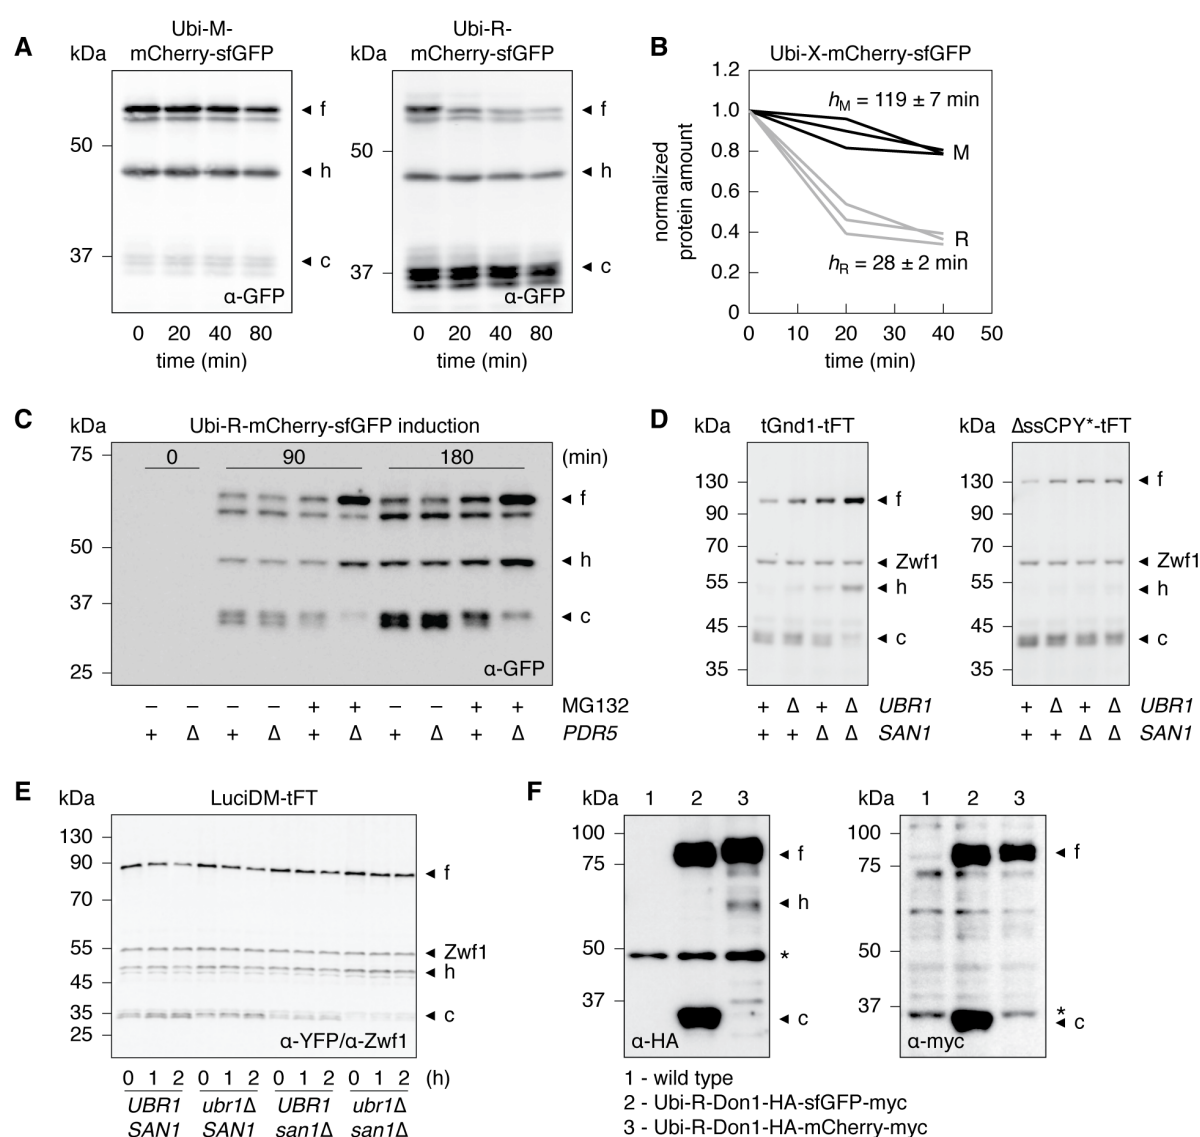 A
kDa
Ubi-M-
mCherry-sfGFP
50
37
◄ f
◄ h
◄ c
α-GFP
0 20 40 80
time (min)
kDa
Ubi-R-
mCherry-sfGFP
50
37
◄ f
◄ h
◄ c
α-GFP
0 20 40 80
time (min)
B
Ubi-X-mCherry-sfGFP
normalized
protein amount
1.2
1.0
0.8
0.6
0.4
0.2
0
hM = 119 ± 7 min
M
R
hR = 28 ± 2 min
0 10 20 30 40 50
time (min)
C
kDa
Ubi-R-mCherry-sfGFP induction
0 90 180 (min)
75
50
37
25
◄ f
◄ h
◄ c
α-GFP
– – – – + + – – + + MG132
+ Δ + Δ + Δ + Δ + Δ PDR5
D
kDa
tGnd1-tFT
130
90
70
55
45
35
◄ f
◄ Zwf1
◄ h
◄ c
+ Δ + Δ UBR1
+ + Δ Δ SAN1
kDa
ΔssCPY*-tFT
130
90
70
55
45
35
◄ f
◄ Zwf1
◄ h
◄ c
+ Δ + Δ UBR1
+ + Δ Δ SAN1
E
kDa
LuciDM-tFT
130
90
70
55
45
35
25
◄ f
◄ Zwf1
◄ h
◄ c
α-YFP/α-Zwf1
0 1 2 0 1 2 0 1 2 0 1 2 (h)
UBR1 ubr1Δ UBR1 ubr1Δ
SAN1 SAN1 san1Δ san1Δ
F
kDa 1 2 3
100
75
50
37
◄ f
◄ h
*
◄ c
α-HA
kDa 1 2 3
100
75
50
37
◄ f
*
◄ c
α-myc
1 - wild type
2 - Ubi-R-Don1-HA-sfGFP-myc
3 - Ubi-R-Don1-HA-mCherry-myc